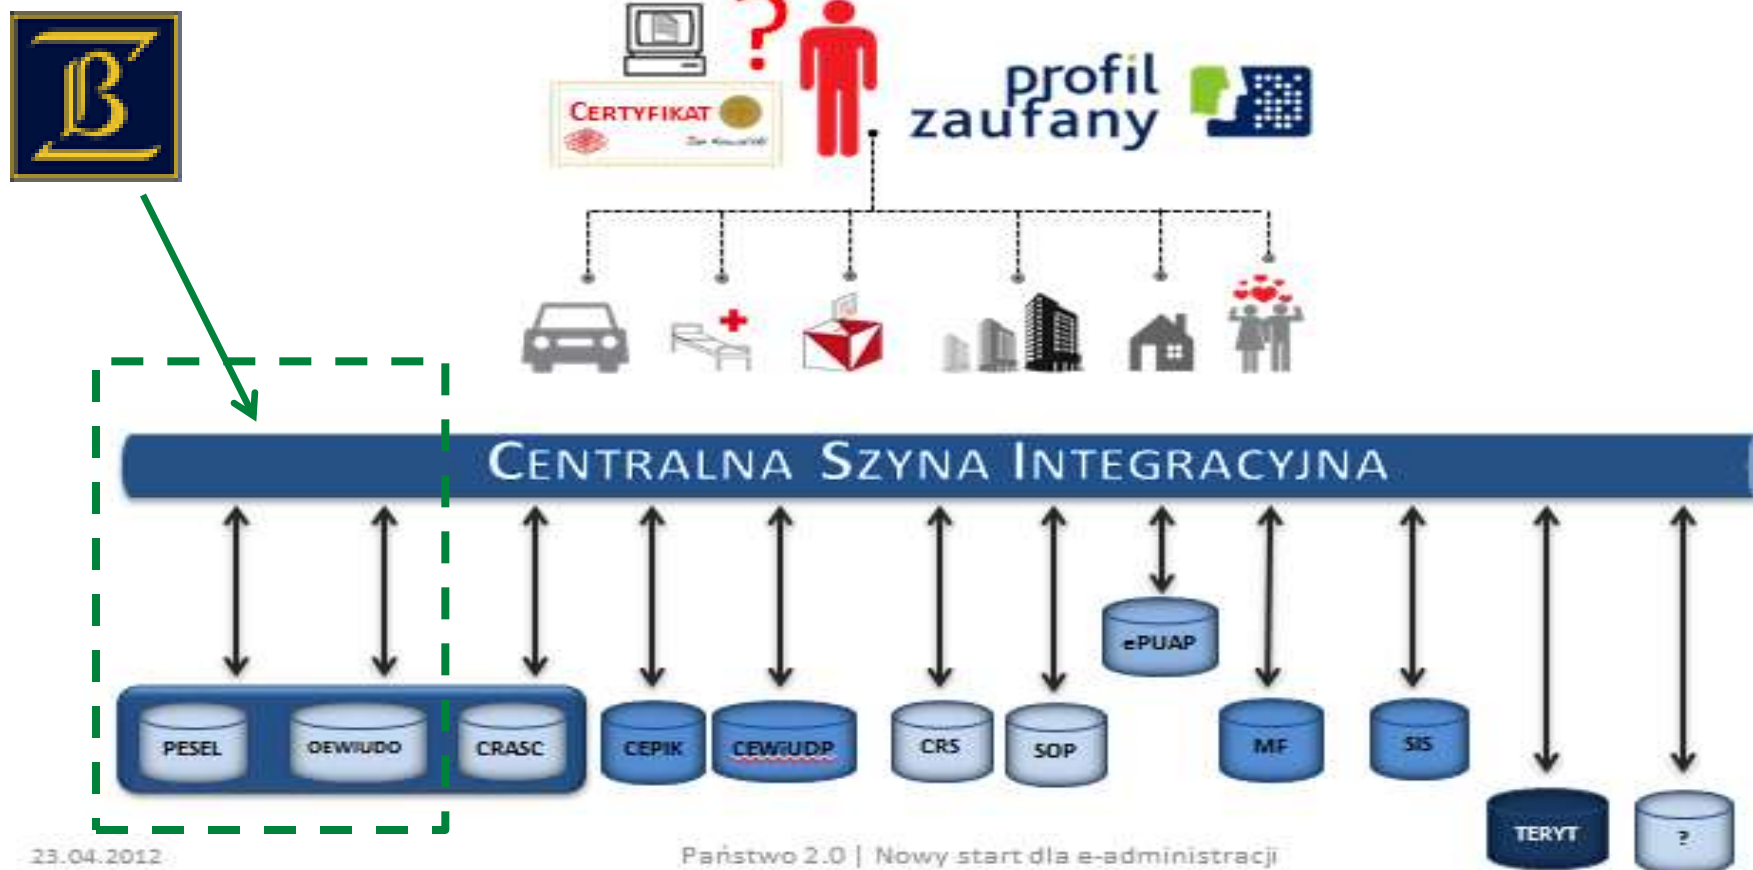 B
?
CERTYFIKAT
profil
zaufany
CENTRALNA SZYNA INTEGRACYJNA
ePUAP
PESEL
OEWIUDO
CRASC
CEPIK
CEWiUDP
CRS
SOP
MF
SIS
TERYT
?
23.04.2012
Państwo 2.0 | Nowy start dla e-administracji